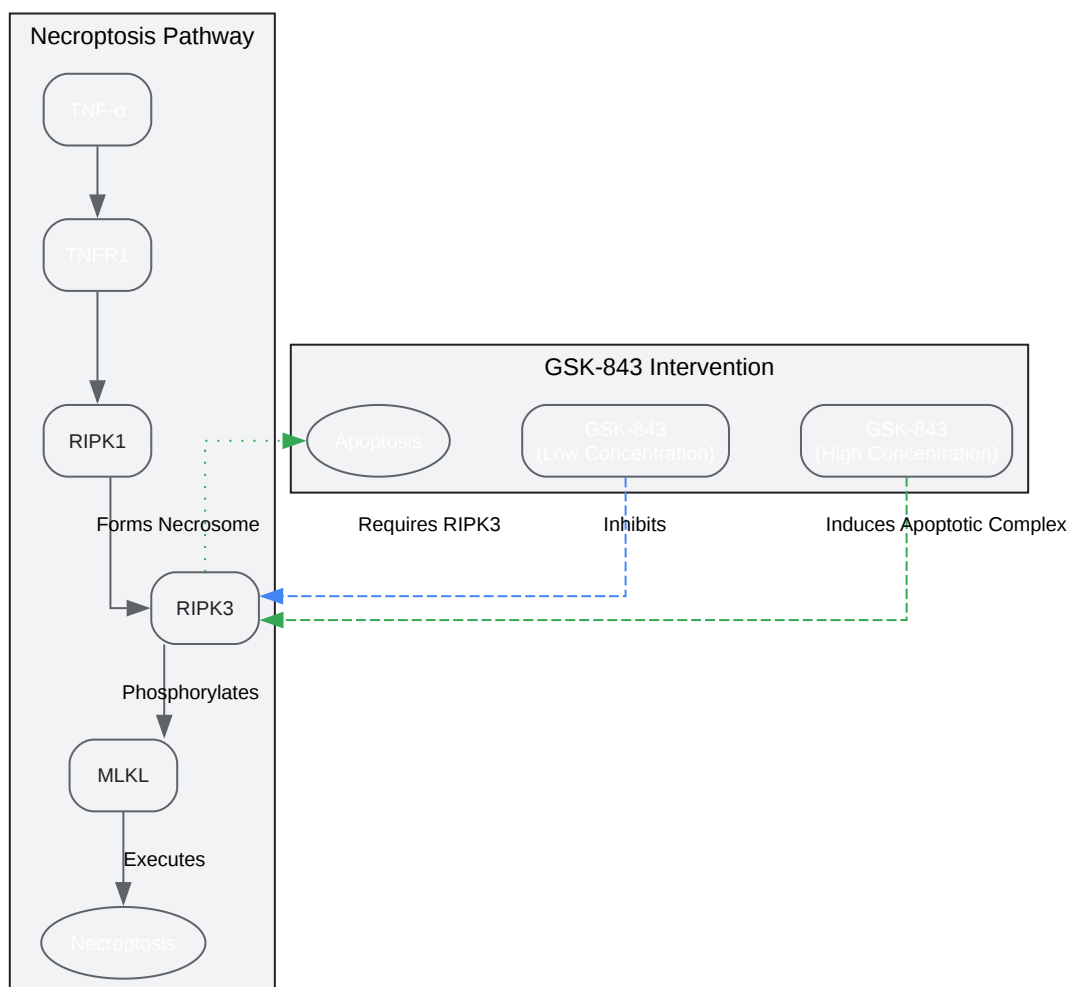 Necroptosis Pathway
TNF-α
TNFR1
RIPK1
Forms Necrosome
RIPK3
Phosphorylates
MLKL
Executes
Necroptosis
GSK-843 Intervention
Apoptosis
GSK-843
(Low Concentration)
GSK-843
(High Concentration)
Requires RIPK3
Inhibits
Induces Apoptotic Complex